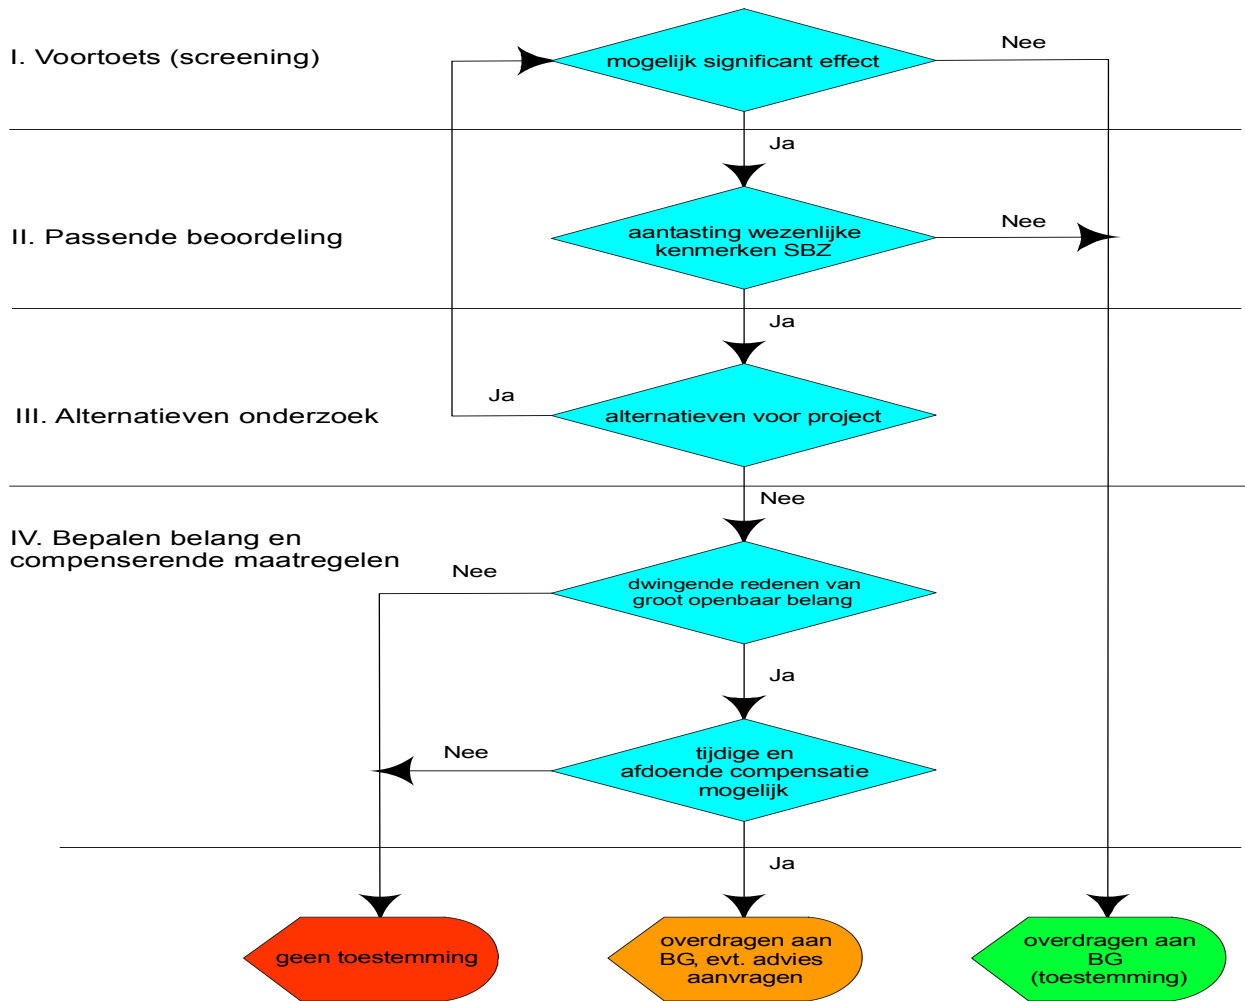 I. Voortoets (screening)
mogelijk significant effect
Nee
Ja
II. Passende beoordeling
aantasting wezenlijke
kenmerken SBZ
Nee
Ja
III. Alternatieven onderzoek
Ja
alternatieven voor project
Nee
IV. Bepalen belang en
compenserende maatregelen
Nee
dwingende redenen van
groot openbaar belang
Ja
Nee
tijdige en
afdoende compensatie
mogelijk
Ja
geen toestemming
overdragen aan
BG, evt. advies
aanvragen
overdragen aan
BG
(toestemming)